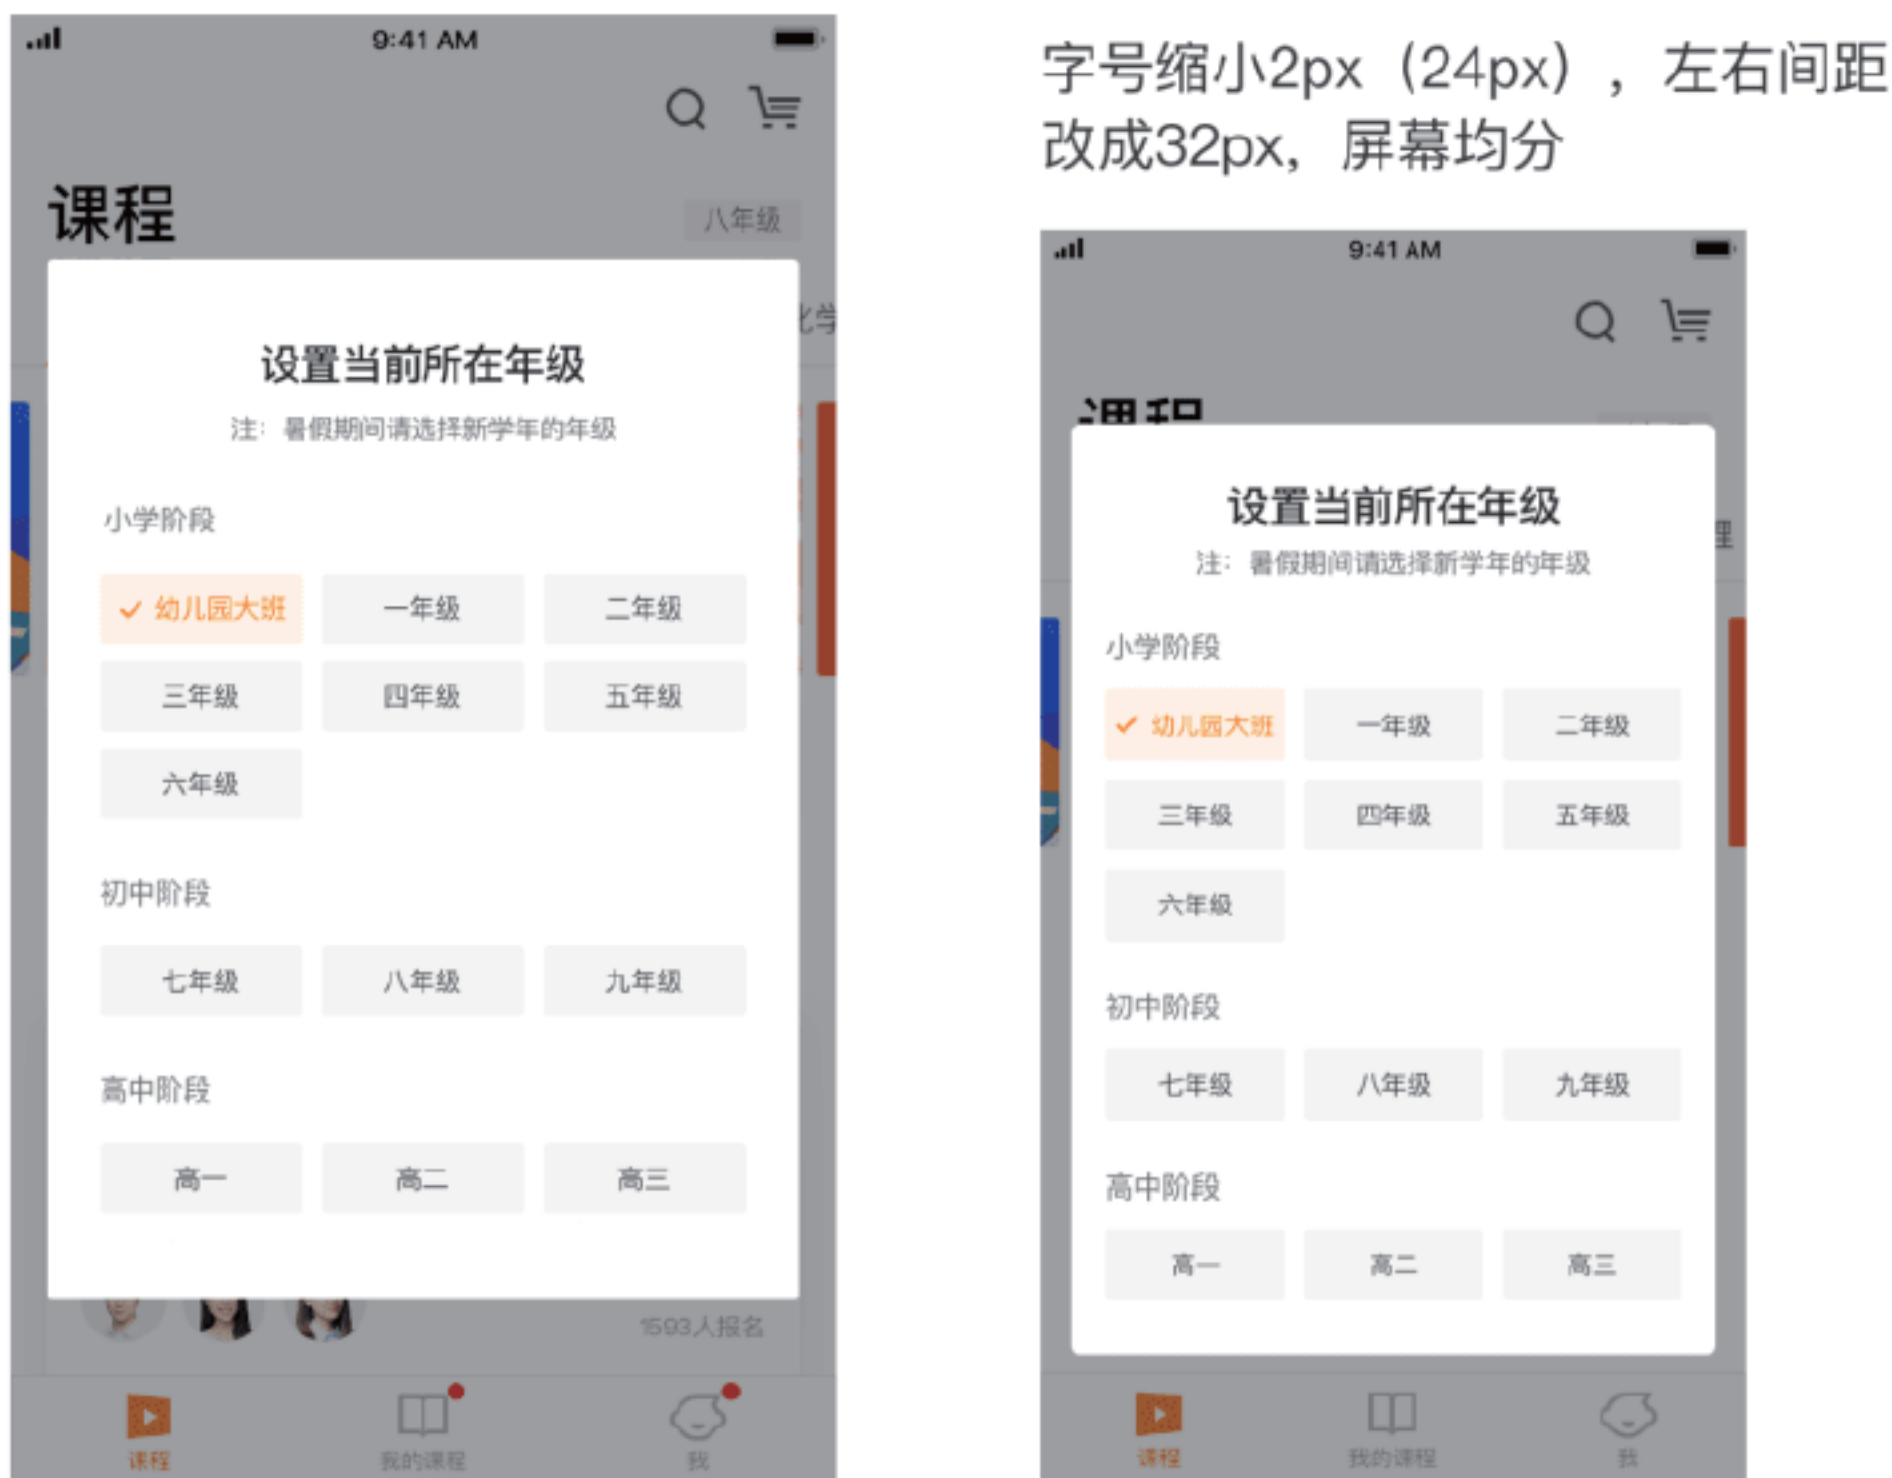 9:41 AM
课程
八年级
化学
设置当前所在年级
注：暑假期间请选择新学年的年级
小学阶段
幼儿园大班
一年级
二年级
三年级
四年级
五年级
六年级
初中阶段
七年级
八年级
九年级
高中阶段
高一
高二
高三
1593人报名
课程
我的课程
我
字号缩小2px（24px），左右间距
改成32px，屏幕均分
9:41 AM
课程
理
设置当前所在年级
注：暑假期间请选择新学年的年级
小学阶段
幼儿园大班
一年级
二年级
三年级
四年级
五年级
六年级
初中阶段
七年级
八年级
九年级
高中阶段
高一
高二
高三
课程
我的课程
我